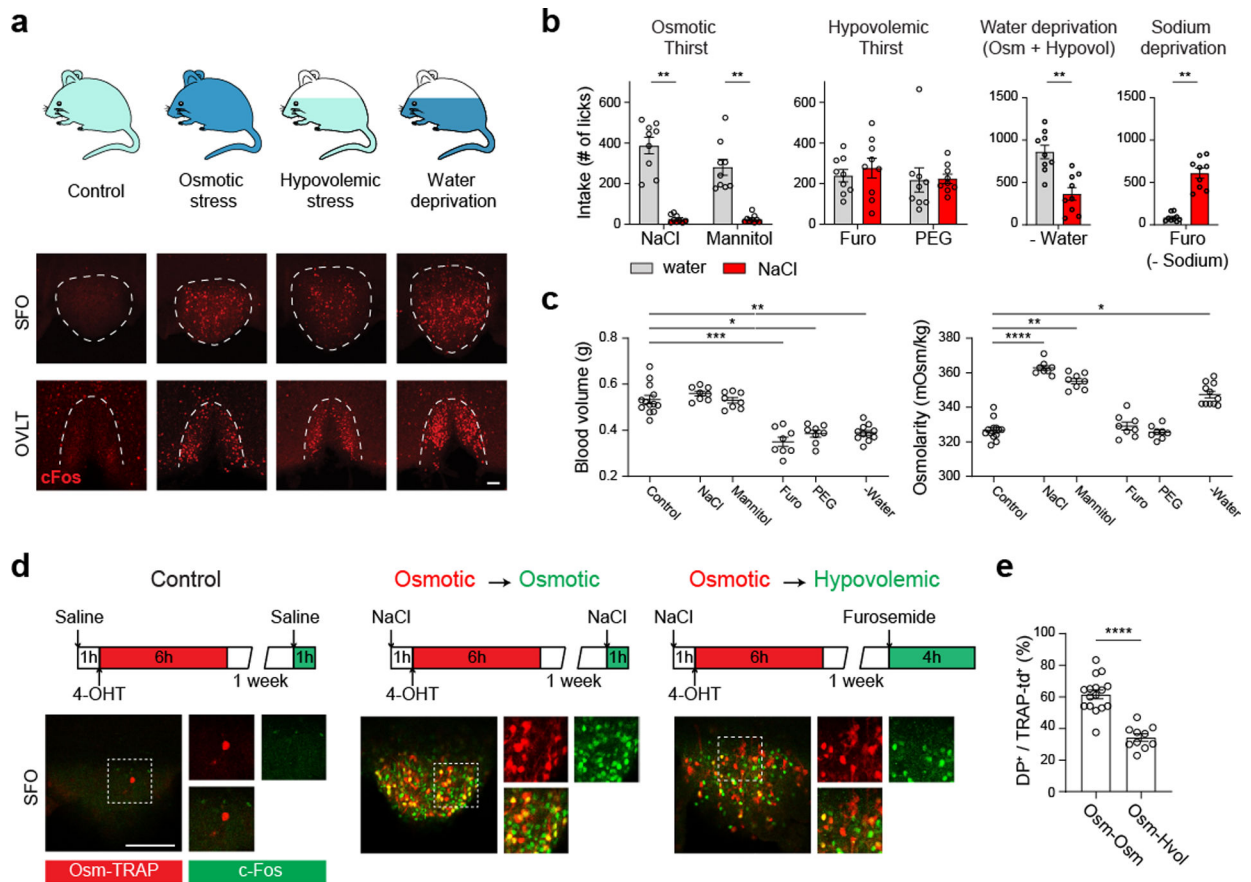 a
Control
Osmotic
stress
Hypovolemic
stress
Water
deprivation
SFO
OVLT
cFos
b
Osmotic
Thirst
Hypovolemic
Thirst
Water deprivation
(Osm + Hypovol)
Sodium
deprivation
Intake (# of licks)
600
400
200
0
**
**
NaCl
Mannitol
600
400
200
0
Furo
PEG
1500
1000
500
0
**
- Water
1500
1000
500
0
**
Furo
(- Sodium)
water
NaCl
c
Blood volume (g)
0.6
0.4
0.2
**
*
***
Control
NaCl
Mannitol
Furo
PEG
-Water
Osmolarity (mOsm/kg)
380
360
340
320
300
*
**
****
Control
NaCl
Mannitol
Furo
PEG
-Water
d
Control
Saline
Saline
1h
6h
1h
4-OHT
1 week
Osmotic → Osmotic
NaCl
NaCl
1h
6h
1h
4-OHT
1 week
Osmotic → Hypovolemic
NaCl
Furosemide
1h
6h
4h
4-OHT
1 week
SFO
Osm-TRAP
c-Fos
e
DP⁺ / TRAP-td⁺ (%)
100
80
60
40
20
0
****
Osm-Osm
Osm-Hvol